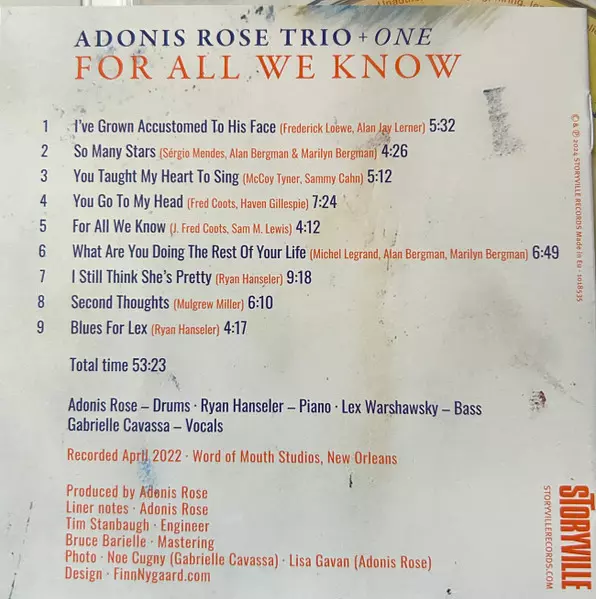 ADONIS ROSE TRIO + ONE
FOR ALL WE KNOW
1 I've Grown Accustomed To His Face (Frederick Loewe, Alan Jay Lerner) 5:32
2 So Many Stars (Sérgio Mendes, Alan Bergman & Marilyn Bergman) 4:26
3 You Taught My Heart To Sing (McCoy Tyner, Sammy Cahn) 5:12
4 You Go To My Head (Fred Coots, Haven Gillespie) 7:24
5 For All We Know (J. Fred Coots, Sam M. Lewis) 4:12
6 What Are You Doing The Rest Of Your Life (Michel Legrand, Alan Bergman, Marilyn Bergman) 6:49
7 I Still Think She's Pretty (Ryan Hanseler) 9:18
8 Second Thoughts (Mulgrew Miller) 6:10
9 Blues For Lex (Ryan Hanseler) 4:17
Total time 53:23
Adonis Rose – Drums · Ryan Hanseler – Piano · Lex Warshawsky – Bass
Gabrielle Cavassa – Vocals
Recorded April 2022 · Word of Mouth Studios, New Orleans
Produced by Adonis Rose
Liner notes · Adonis Rose
Tim Stanbaugh · Engineer
Bruce Barielle · Mastering
Photo · Noe Cugny (Gabrielle Cavassa) · Lisa Gavan (Adonis Rose)
Design · FinnNygaard.com
© & ℗ 2024 STORYVILLE RECORDS Made in EU · 1018535
STORYVILLE
STORYVILLERECORDS.COM